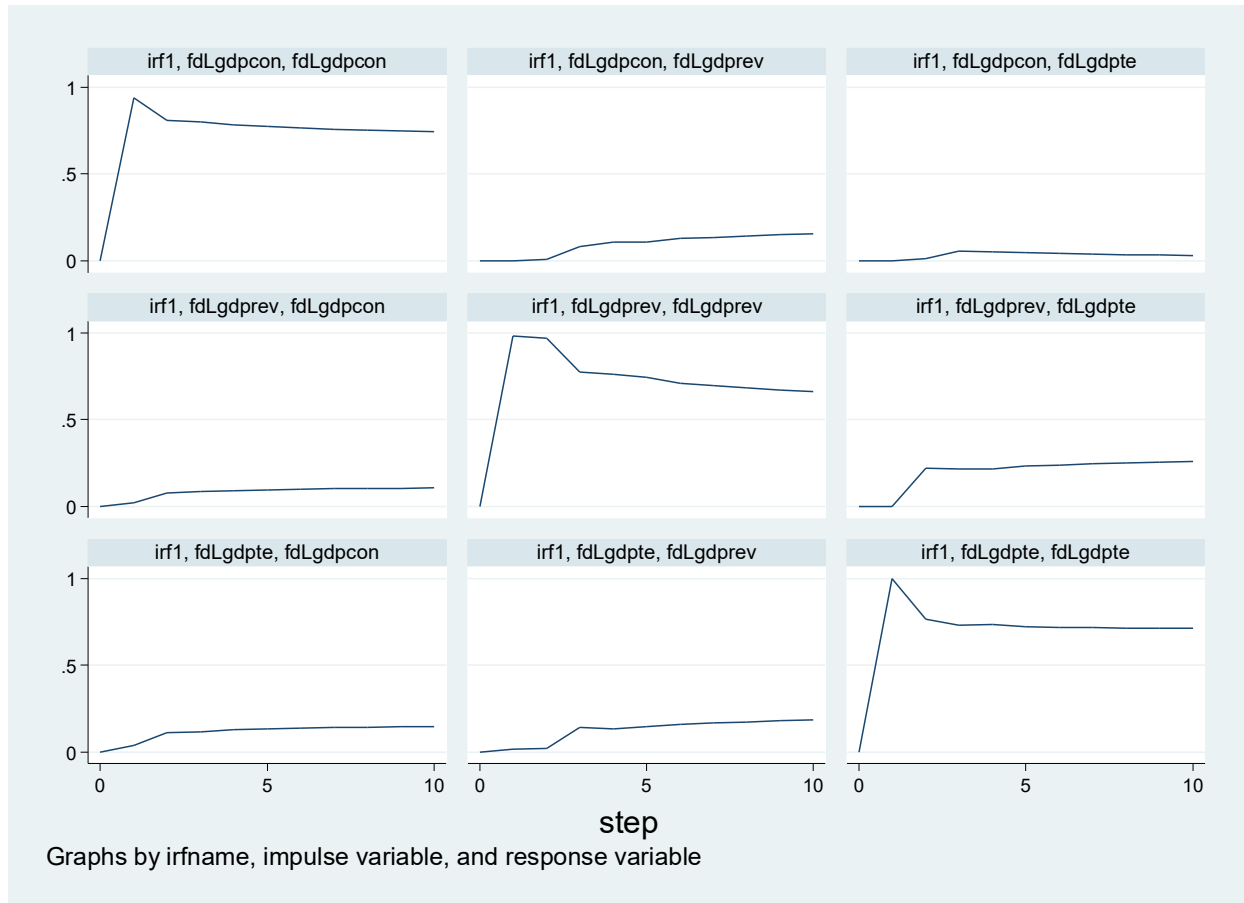 irf1, fdLgdpcon, fdLgdpcon
irf1, fdLgdpcon, fdLgdprev
irf1, fdLgdpcon, fdLgdpte
1
.5
0
irf1, fdLgdprev, fdLgdpcon
irf1, fdLgdprev, fdLgdprev
irf1, fdLgdprev, fdLgdpte
1
.5
0
irf1, fdLgdpte, fdLgdpcon
irf1, fdLgdpte, fdLgdprev
irf1, fdLgdpte, fdLgdpte
1
.5
0
0 5 10 0 5 10 0 5 10
step
Graphs by irfname, impulse variable, and response variable